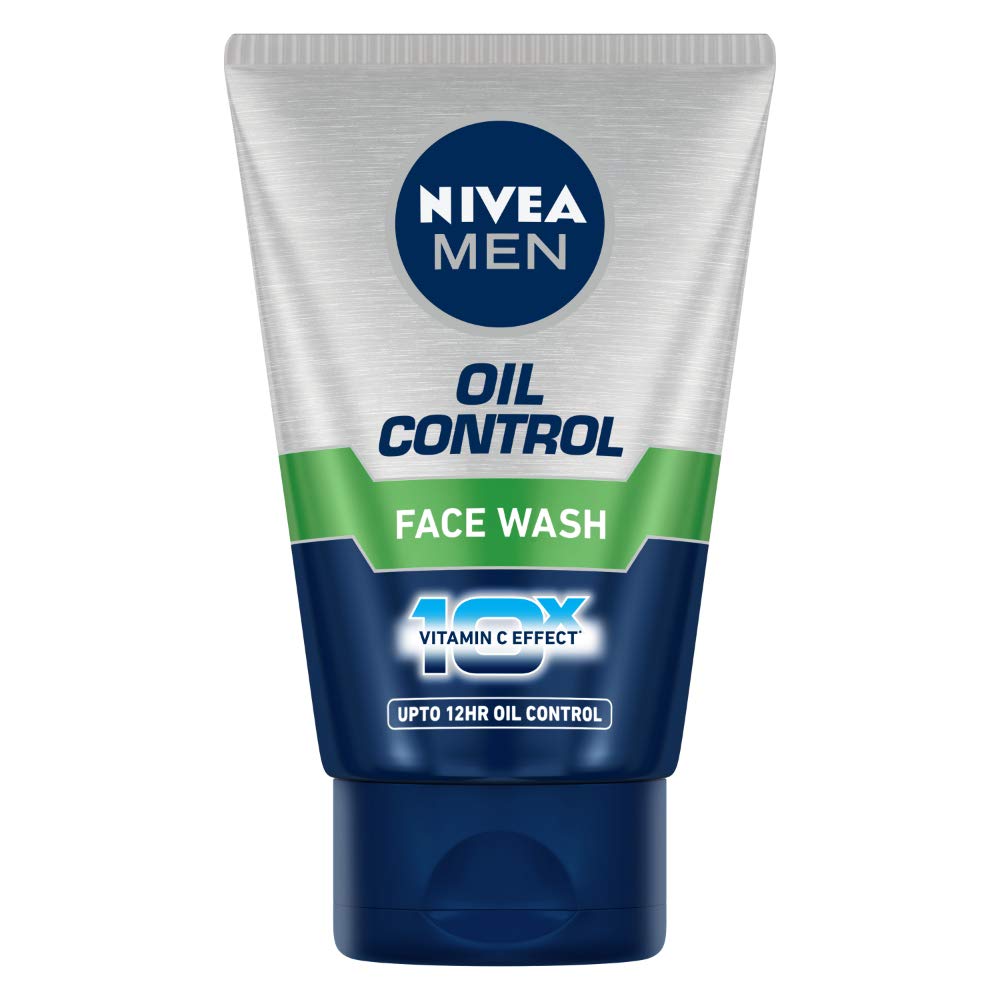 NIVEA
MEN
OIL
CONTROL
FACE WASH
10X
VITAMIN C EFFECT*
UPTO 12HR OIL CONTROL